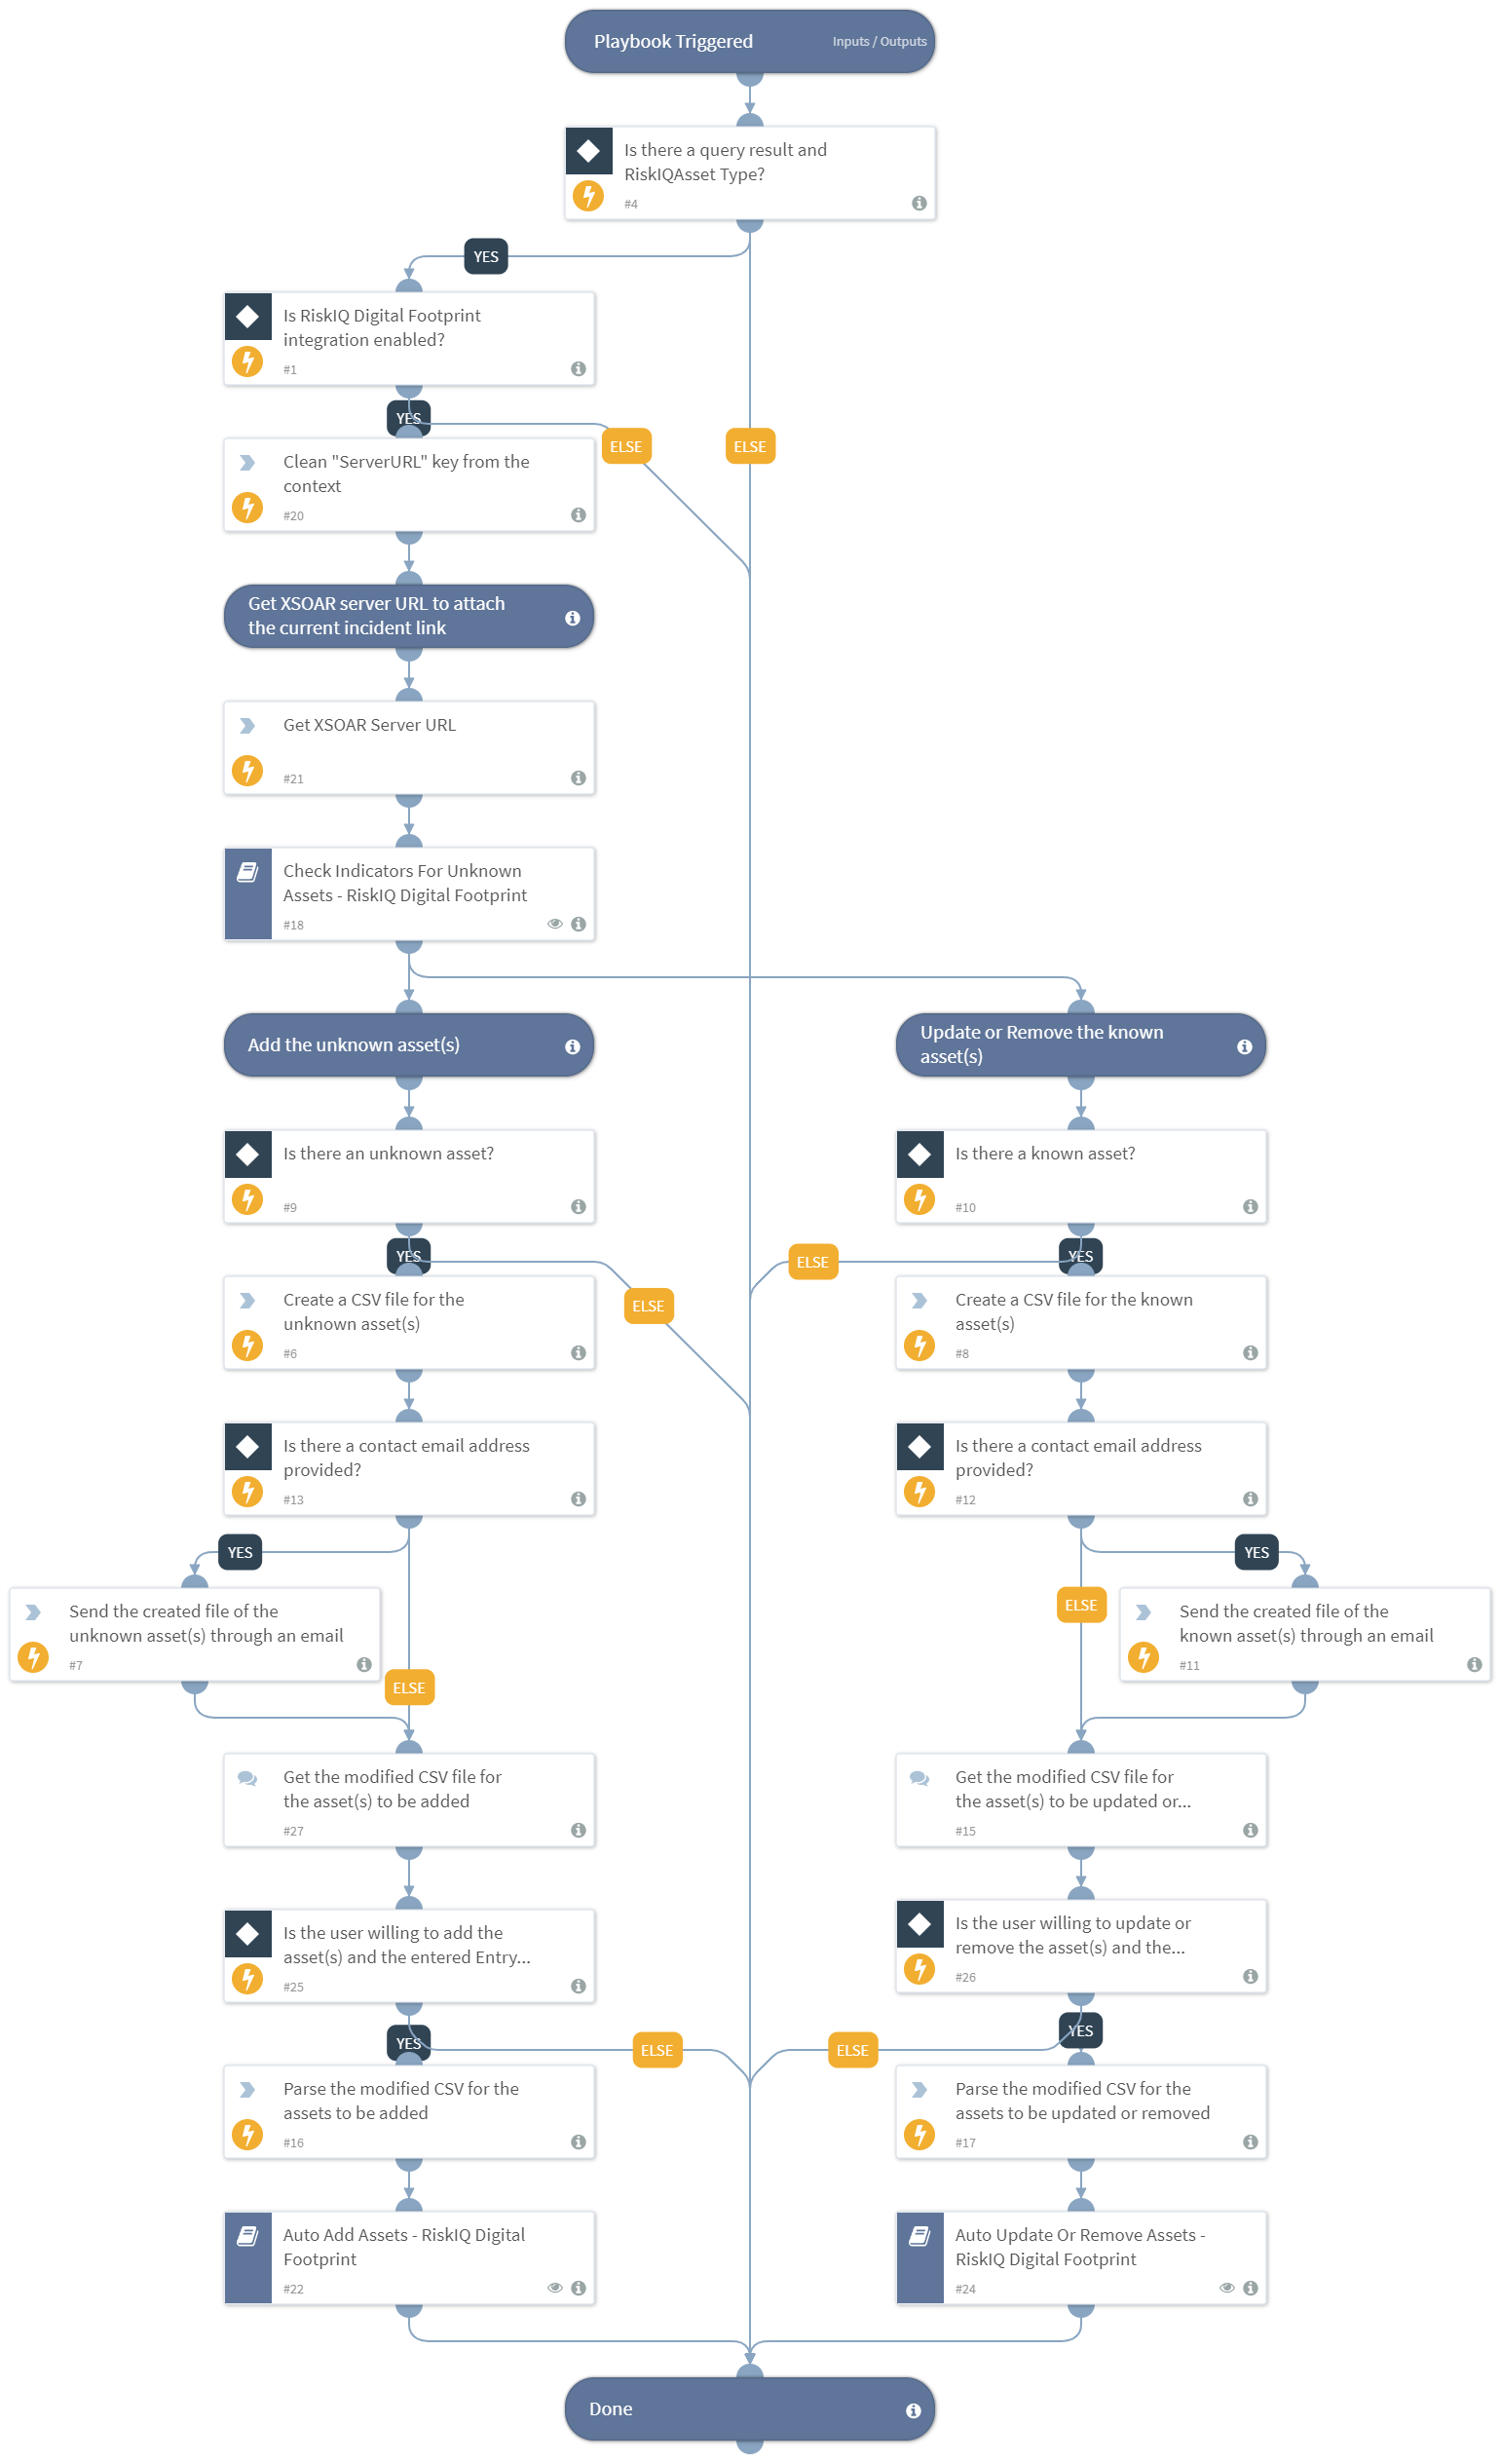 Playbook Triggered
Inputs / Outputs
Is there a query result and
RiskIQAsset Type?
#4
YES
Is RiskIQ Digital Footprint
integration enabled?
#1
YES
ELSE
ELSE
Clean "ServerURL" key from the
context
#20
Get XSOAR server URL to attach
the current incident link
Get XSOAR Server URL
#21
Check Indicators For Unknown
Assets - RiskIQ Digital Footprint
#18
Add the unknown asset(s)
Update or Remove the known
asset(s)
Is there an unknown asset?
#9
Is there a known asset?
#10
YES
ELSE
ELSE
YES
Create a CSV file for the
unknown asset(s)
#6
Create a CSV file for the known
asset(s)
#8
Is there a contact email address
provided?
#13
Is there a contact email address
provided?
#12
YES
YES
ELSE
Send the created file of the
unknown asset(s) through an email
#7
Send the created file of the
known asset(s) through an email
#11
ELSE
Get the modified CSV file for
the asset(s) to be added
#27
Get the modified CSV file for
the asset(s) to be updated or...
#15
Is the user willing to add the
asset(s) and the entered Entry...
#25
Is the user willing to update or
remove the asset(s) and the...
#26
YES
ELSE
ELSE
YES
Parse the modified CSV for the
assets to be added
#16
Parse the modified CSV for the
assets to be updated or removed
#17
Auto Add Assets - RiskIQ Digital
Footprint
#22
Auto Update Or Remove Assets -
RiskIQ Digital Footprint
#24
Done